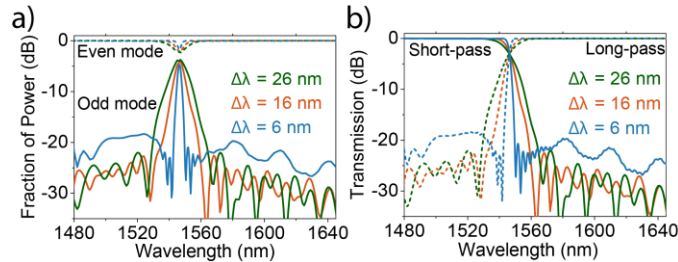 a)
Fraction of Power (dB)
0
-10
-20
-30
Even mode
Odd mode
Δλ = 26 nm
Δλ = 16 nm
Δλ = 6 nm
1480
1520
1560
1600
1640
Wavelength (nm)
b)
Transmission (dB)
0
-10
-20
-30
Short-pass
Long-pass
Δλ = 26 nm
Δλ = 16 nm
Δλ = 6 nm
1480
1520
1560
1600
1640
Wavelength (nm)